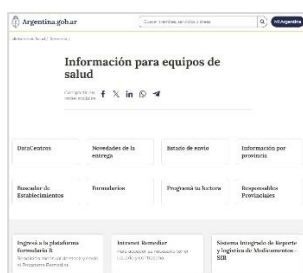 Argentina.gob.ar
Mi Argentina
Información para equipos de
salud
DataCentros
Novedades de la
entrega
Estado de envío
Información por
provincia
Buscador de
Establecimientos
Formularios
Programá tu lectura
Responsables
Provinciales
Ingresá a la plataforma
formulario B
Intranet Remediar
Sistema Integrado de Reporte
y logística de Medicamentos -
SIR